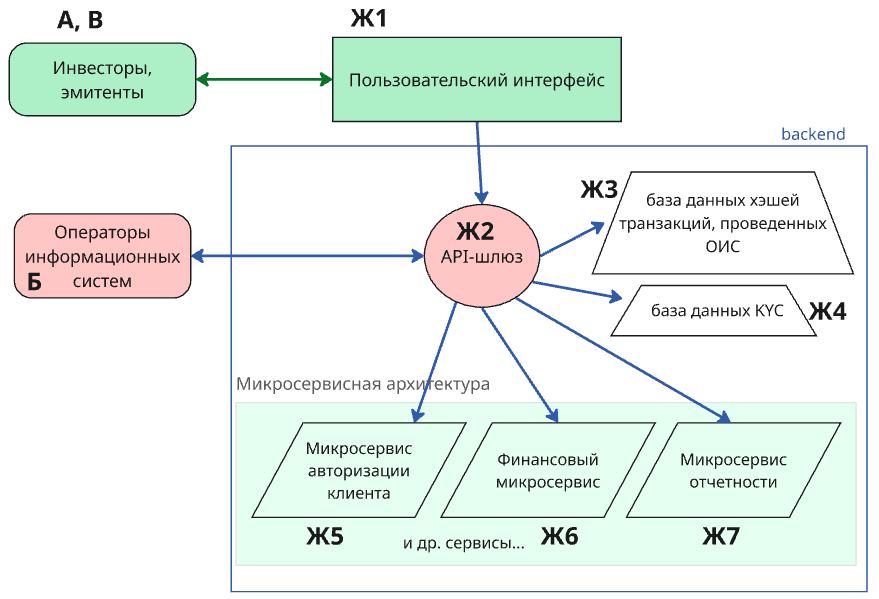 А, В
Ж1
Инвесторы,
эмитенты
Пользовательский интерфейс
backend
Ж3
база данных хэшей
транзакций, проведенных
ОИС
Операторы
информационных
систем
Б
Ж2
API-шлюз
база данных KYC
Ж4
Микросервисная архитектура
Микросервис
авторизации
клиента
Финансовый
микросервис
Микросервис
отчетности
Ж5
и др. сервисы...
Ж6
Ж7